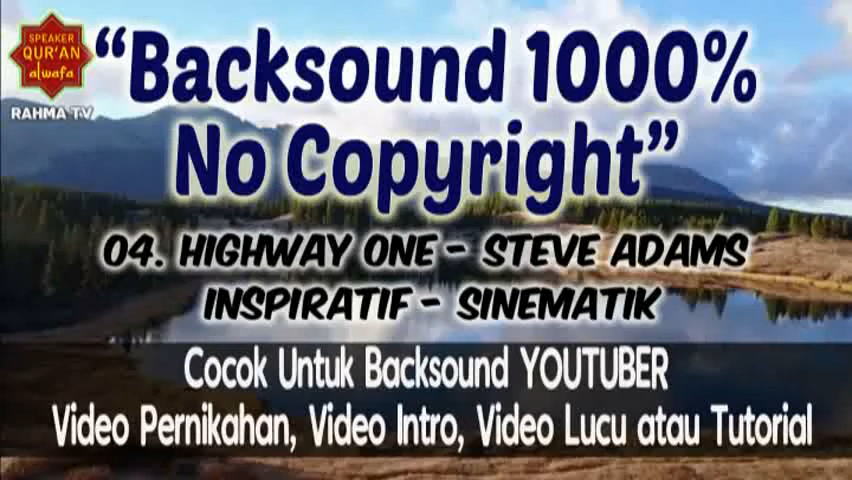 SPEAKER
QUR'AN
alwafa
RAHMA TV
“Backsound 1000%
No Copyright”
04. HIGHWAY ONE - STEVE ADAMS
INSPIRATIF - SINEMATIK
Cocok Untuk Backsound YOUTUBER
Video Pernikahan, Video Intro, Video Lucu atau Tutorial